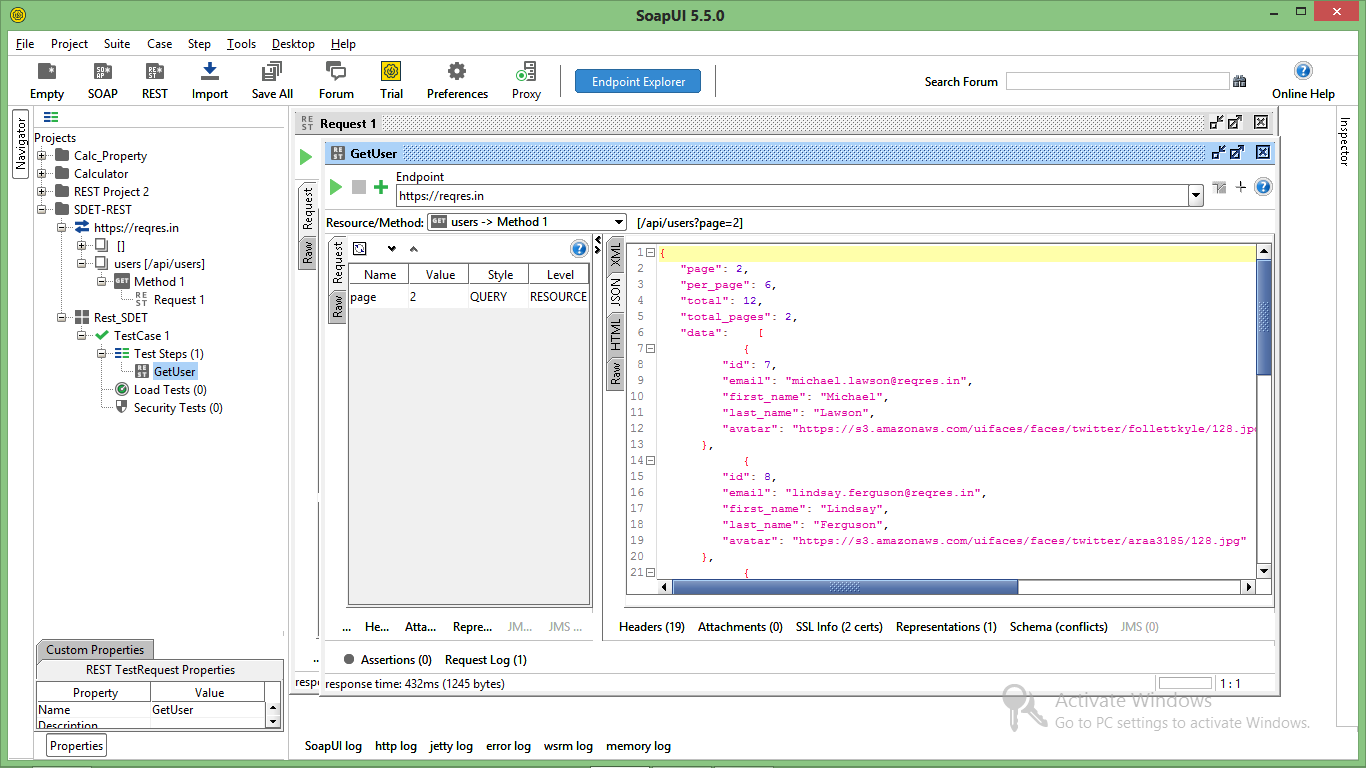 SoapUI 5.5.0
File Project Suite Case Step Tools Desktop Help
Empty SOAP REST Import Save All Forum Trial Preferences Proxy Endpoint Explorer Search Forum Online Help
Navigator
Inspector
Projects
Calc_Property
Calculator
REST Project 2
SDET-REST
https://reqres.in
[]
users [/api/users]
GET Method 1
REST Request 1
Rest_SDET
TestCase 1
Test Steps (1)
REST GetUser
Load Tests (0)
Security Tests (0)
Custom Properties
REST TestRequest Properties
Property Value
Name GetUser
Description
Properties
REST Request 1
Request
Raw
REST GetUser
Endpoint
https://reqres.in
Resource/Method: GET users -> Method 1 [/api/users?page=2]
Request
Raw
Name Value Style Level
page 2 QUERY RESOURCE
... He... Atta... Repre... JM... JMS ...
XML
JSON
HTML
Raw
1 {
2 "page": 2,
3 "per_page": 6,
4 "total": 12,
5 "total_pages": 2,
6 "data": [
7 {
8 "id": 7,
9 "email": "michael.lawson@reqres.in",
10 "first_name": "Michael",
11 "last_name": "Lawson",
12 "avatar": "https://s3.amazonaws.com/uifaces/faces/twitter/follettkyle/128.jpg
13 },
14 {
15 "id": 8,
16 "email": "lindsay.ferguson@reqres.in",
17 "first_name": "Lindsay",
18 "last_name": "Ferguson",
19 "avatar": "https://s3.amazonaws.com/uifaces/faces/twitter/araa3185/128.jpg"
20 },
21 {
Headers (19) Attachments (0) SSL Info (2 certs) Representations (1) Schema (conflicts) JMS (0)
Assertions (0) Request Log (1)
response time: 432ms (1245 bytes) 1 : 1
Activate Windows
Go to PC settings to activate Windows.
SoapUI log http log jetty log error log wsrm log memory log